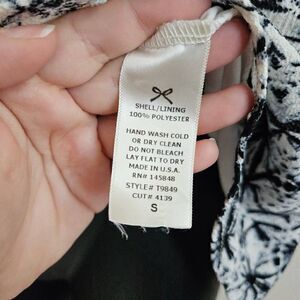 SHELL/LINING
100% POLYESTER
HAND WASH COLD
OR DRY CLEAN
DO NOT BLEACH
LAY FLAT TO DRY
MADE IN U.S.A.
RN# 145848
STYLE# T9849
CUT# 4139
S